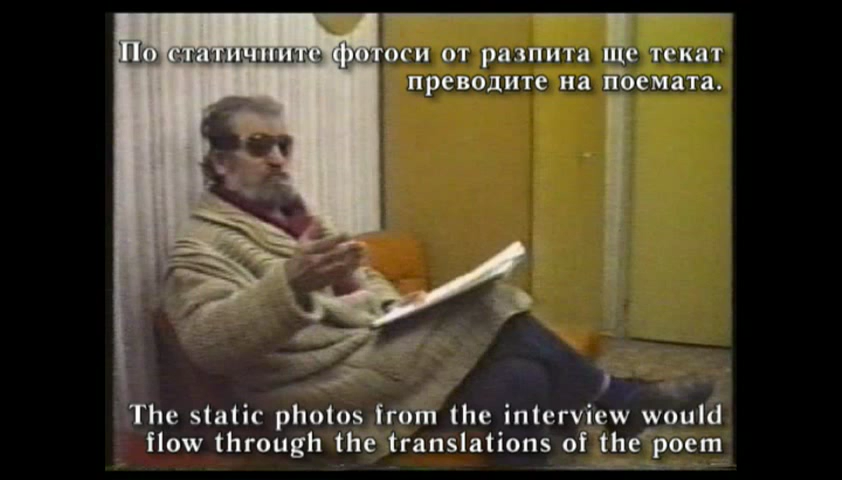 По статичните фотоси от разпита ще текат
преводите на поемата.
The static photos from the interview would
flow through the translations of the poem